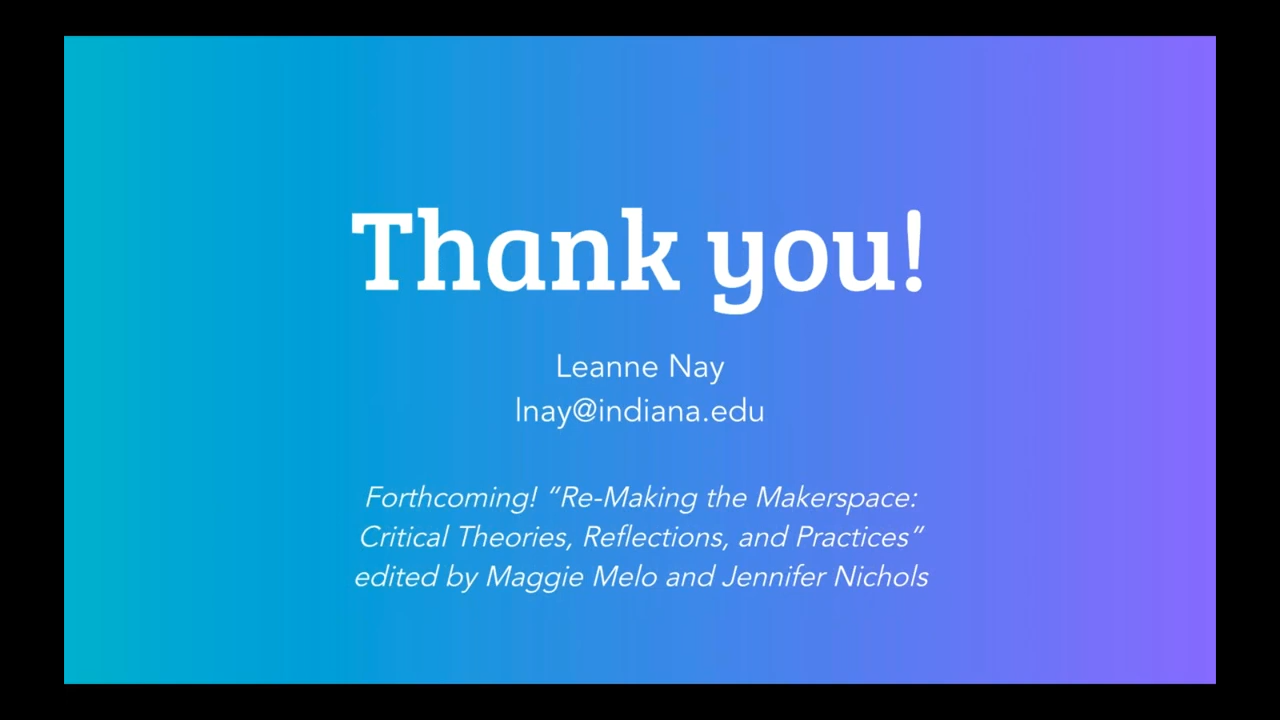 Thank you!
Leanne Nay
lnay@indiana.edu
Forthcoming! “Re-Making the Makerspace:
Critical Theories, Reflections, and Practices”
edited by Maggie Melo and Jennifer Nichols